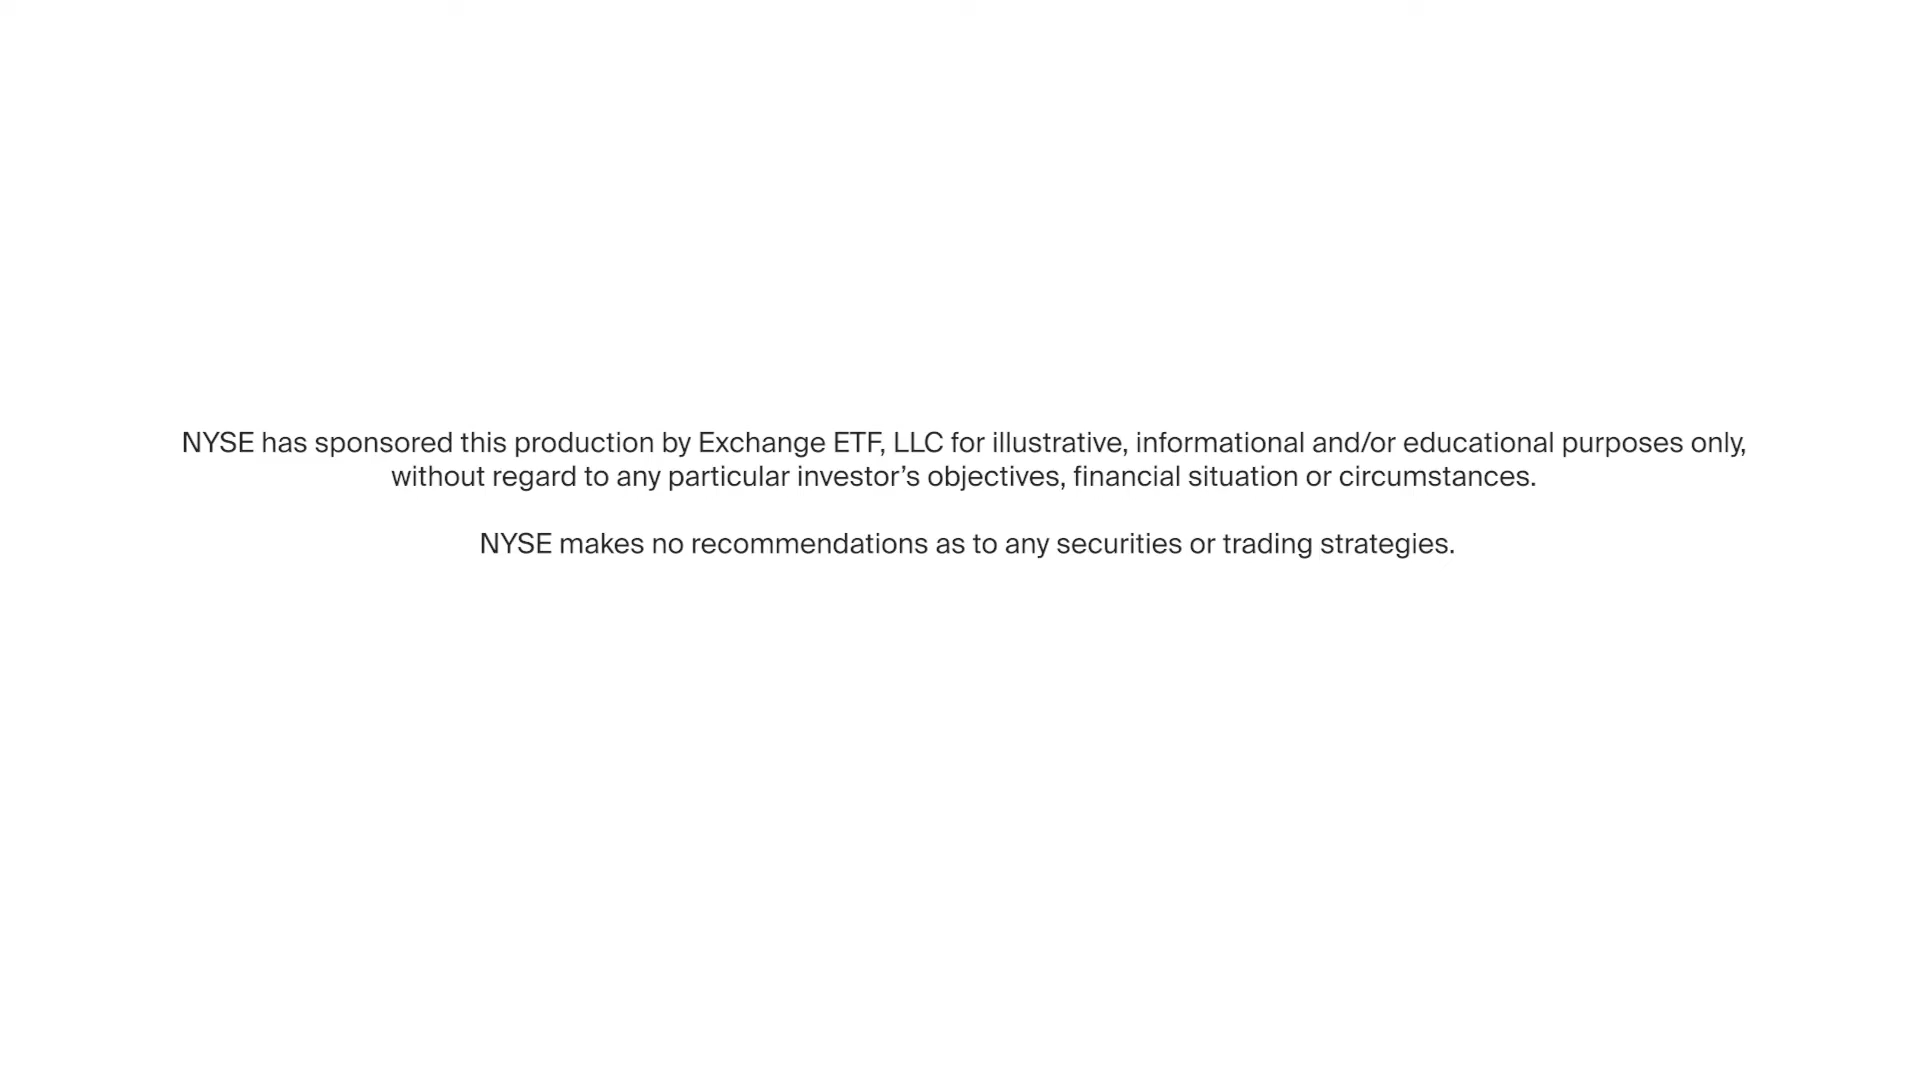 NYSE has sponsored this production by Exchange ETF, LLC for illustrative, informational and/or educational purposes only,
without regard to any particular investor’s objectives, financial situation or circumstances.
NYSE makes no recommendations as to any securities or trading strategies.